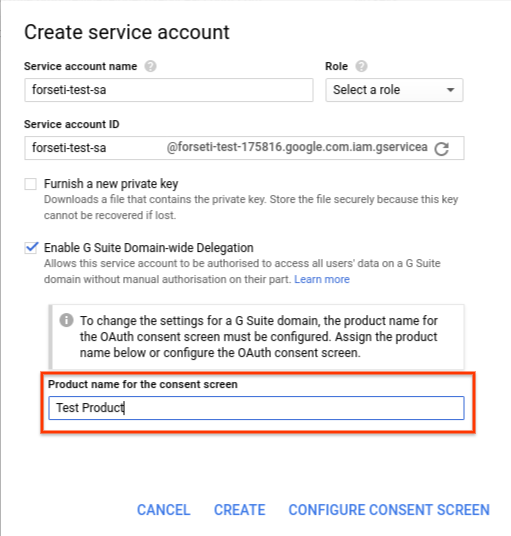 Create service account
Service account name
Role
forseti-test-sa
Select a role
Service account ID
forseti-test-sa
@forseti-test-175816.google.com.iam.gservicea
Furnish a new private key
Downloads a file that contains the private key. Store the file securely because this key
cannot be recovered if lost.
Enable G Suite Domain-wide Delegation
Allows this service account to be authorised to access all users' data on a G Suite
domain without manual authorisation on their part. Learn more
To change the settings for a G Suite domain, the product name for
the OAuth consent screen must be configured. Assign the product
name below or configure the OAuth consent screen.
Product name for the consent screen
Test Product
CANCEL CREATE CONFIGURE CONSENT SCREEN